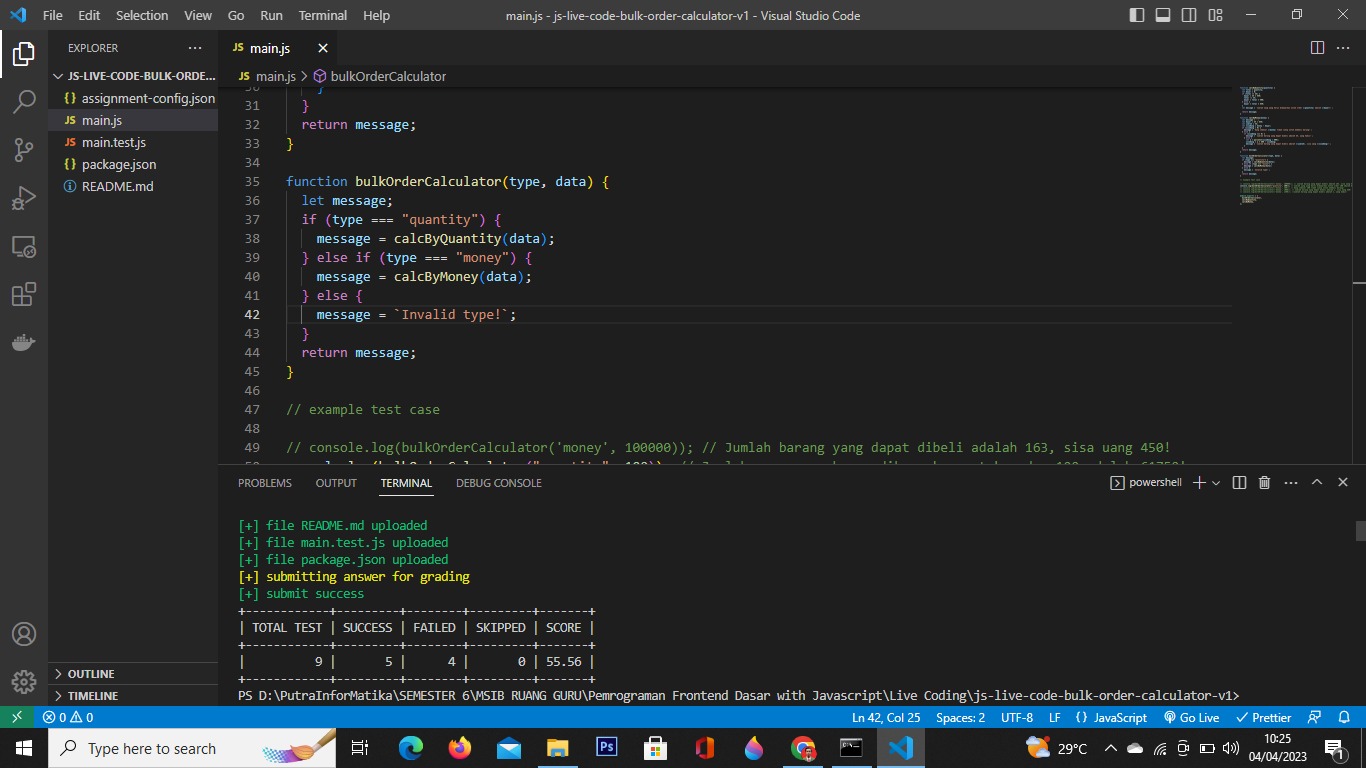 File Edit Selection View Go Run Terminal Help
main.js - js-live-code-bulk-order-calculator-v1 - Visual Studio Code
EXPLORER
JS-LIVE-CODE-BULK-ORDE...
{} assignment-config.json
JS main.js
JS main.test.js
{} package.json
README.md
OUTLINE
TIMELINE
JS main.js
JS main.js > bulkOrderCalculator
30 }
31 }
32 return message;
33 }
34
35 function bulkOrderCalculator(type, data) {
36 let message;
37 if (type === "quantity") {
38 message = calcByQuantity(data);
39 } else if (type === "money") {
40 message = calcByMoney(data);
41 } else {
42 message = `Invalid type!`;
43 }
44 return message;
45 }
46
47 // example test case
48
49 // console.log(bulkOrderCalculator('money', 100000)); // Jumlah barang yang dapat dibeli adalah 163, sisa uang 450!
PROBLEMS OUTPUT TERMINAL DEBUG CONSOLE
powershell
[+] file README.md uploaded
[+] file main.test.js uploaded
[+] file package.json uploaded
[+] submitting answer for grading
[+] submit success
+------------+---------+--------+---------+-------+
| TOTAL TEST | SUCCESS | FAILED | SKIPPED | SCORE |
+------------+---------+--------+---------+-------+
| 9 | 5 | 4 | 0 | 55.56 |
+------------+---------+--------+---------+-------+
PS D:\PutraInforMatika\SEMESTER 6\MSIB RUANG GURU\Pemrograman Frontend Dasar with Javascript\Live Coding\js-live-code-bulk-order-calculator-v1>
0 0
Ln 42, Col 25 Spaces: 2 UTF-8 LF {} JavaScript Go Live Prettier
Type here to search
Ps
29°C
10:25
04/04/2023
1